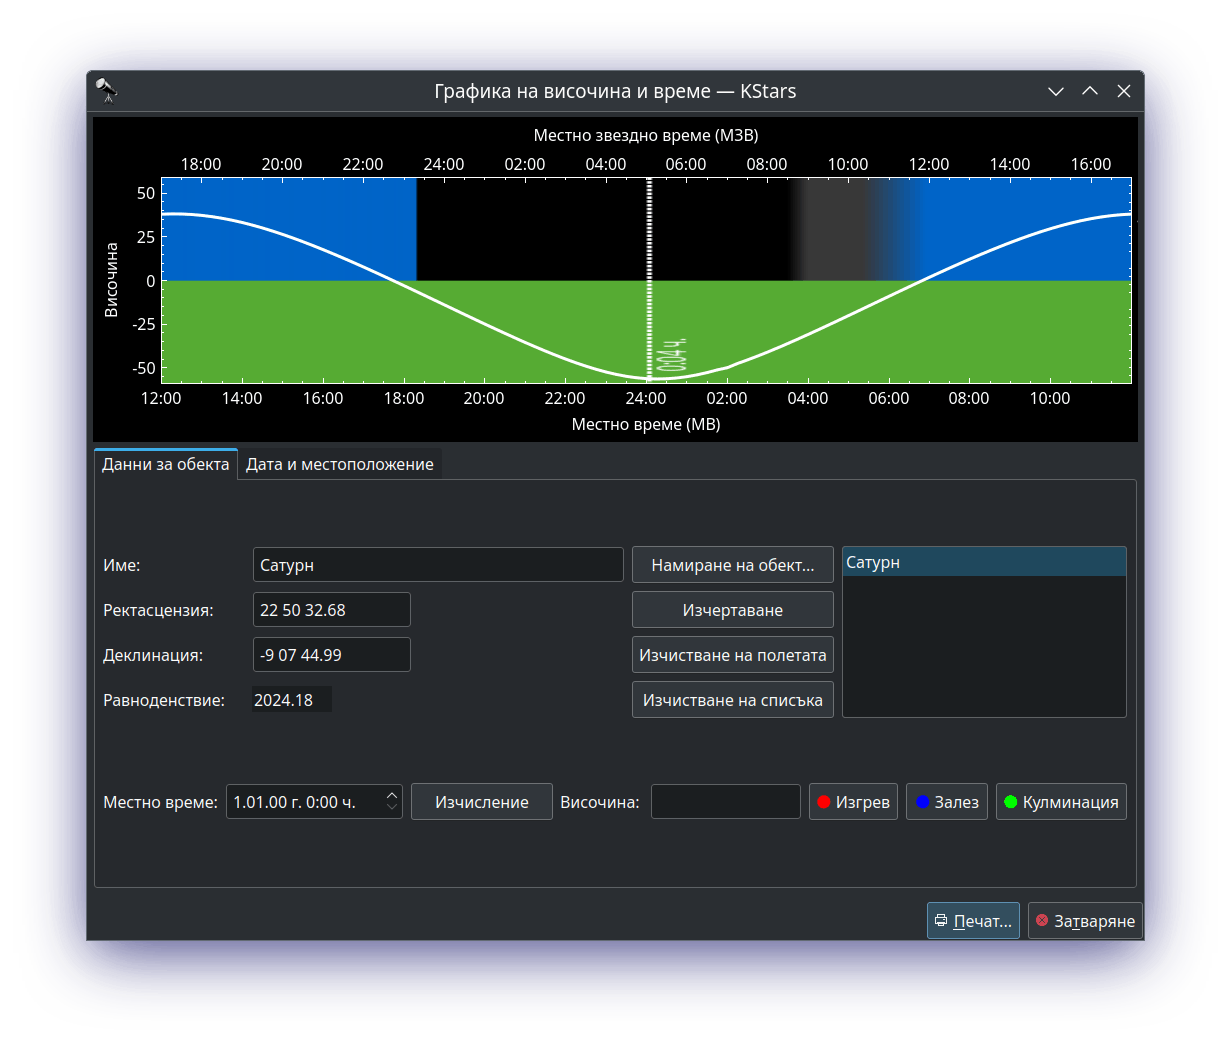 Графика на височина и време — KStars
Местно звездно време (МЗВ)
18:00 20:00 22:00 24:00 02:00 04:00 06:00 08:00 10:00 12:00 14:00 16:00
50
25
0
-25
-50
Височина
0:04 ч.
12:00 14:00 16:00 18:00 20:00 22:00 24:00 02:00 04:00 06:00 08:00 10:00
Местно време (МВ)
Данни за обекта Дата и местоположение
Име: Сатурн Намиране на обект... Сатурн
Ректасцензия: 22 50 32.68 Изчертаване
Деклинация: -9 07 44.99 Изчистване на полетата
Равноденствие: 2024.18 Изчистване на списъка
Местно време: 1.01.00 г. 0:00 ч. Изчисление Височина: Изгрев Залез Кулминация
Печат... Затваряне